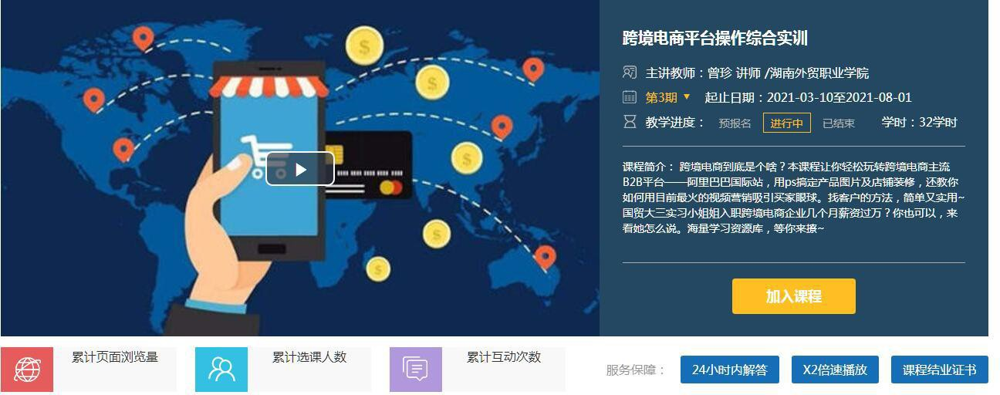 跨境电商平台操作综合实训
主讲教师：曾珍 讲师 /湖南外贸职业学院
第3期 起止日期：2021-03-10至2021-08-01
教学进度： 预报名 进行中 已结束 学时：32学时
课程简介： 跨境电商到底是个啥？本课程让你轻松玩转跨境电商主流
B2B平台——阿里巴巴国际站，用ps搞定产品图片及店铺装修，还教你
如何用目前最火的视频营销吸引买家眼球。找客户的方法，简单又实用~
国贸大三实习小姐姐入职跨境电商企业几个月薪资过万？你也可以，来
看她怎么说。海量学习资源库，等你来撩~
加入课程
累计页面浏览量 累计选课人数 累计互动次数 服务保障： 24小时内解答 X2倍速播放 课程结业证书